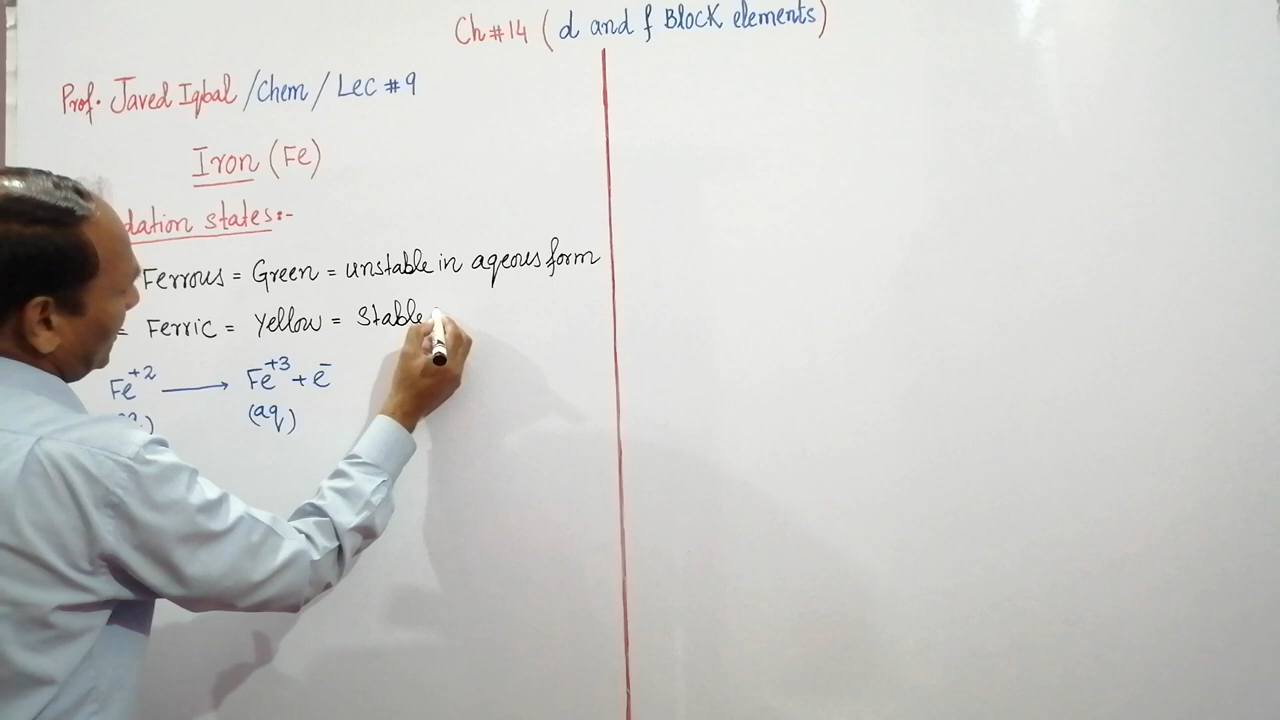 Ch#14 (d and f Block elements)
Prof. Javed Iqbal /Chem / Lec #9
Iron (Fe)
dation states:-
Ferrous = Green = unstable in aqeous form
= Ferric = Yellow = Stable
Fe+2 ⟶ Fe+3 + e-
(aq)